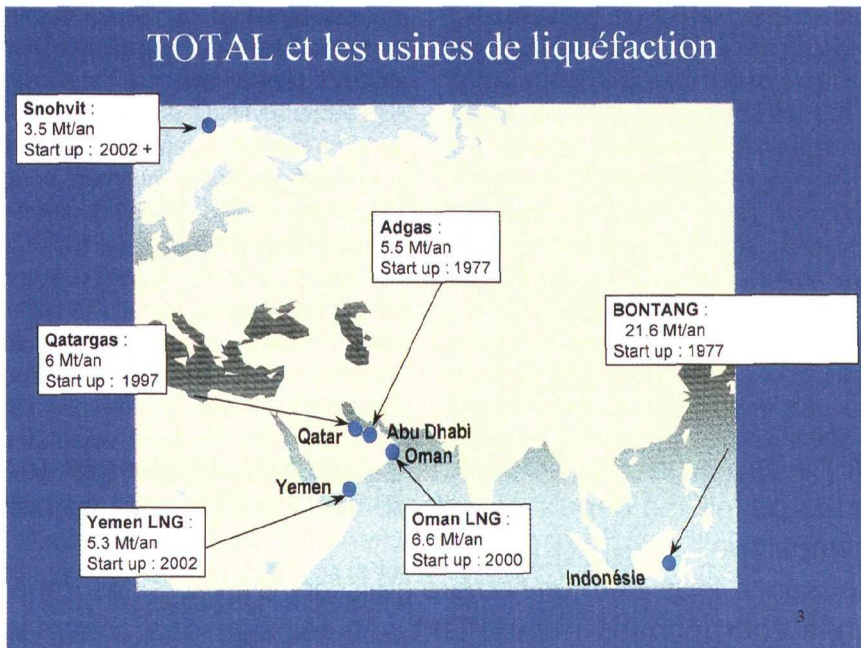 TOTAL et les usines de liquéfaction
Snohvit :
3.5 Mt/an
Start up : 2002 +
Adgas :
5.5 Mt/an
Start up : 1977
BONTANG :
21.6 Mt/an
Start up : 1977
Qatargas :
6 Mt/an
Start up : 1997
Qatar
Abu Dhabi
Oman
Yemen
Yemen LNG :
5.3 Mt/an
Start up : 2002
Oman LNG :
6.6 Mt/an
Start up : 2000
Indonésie
3